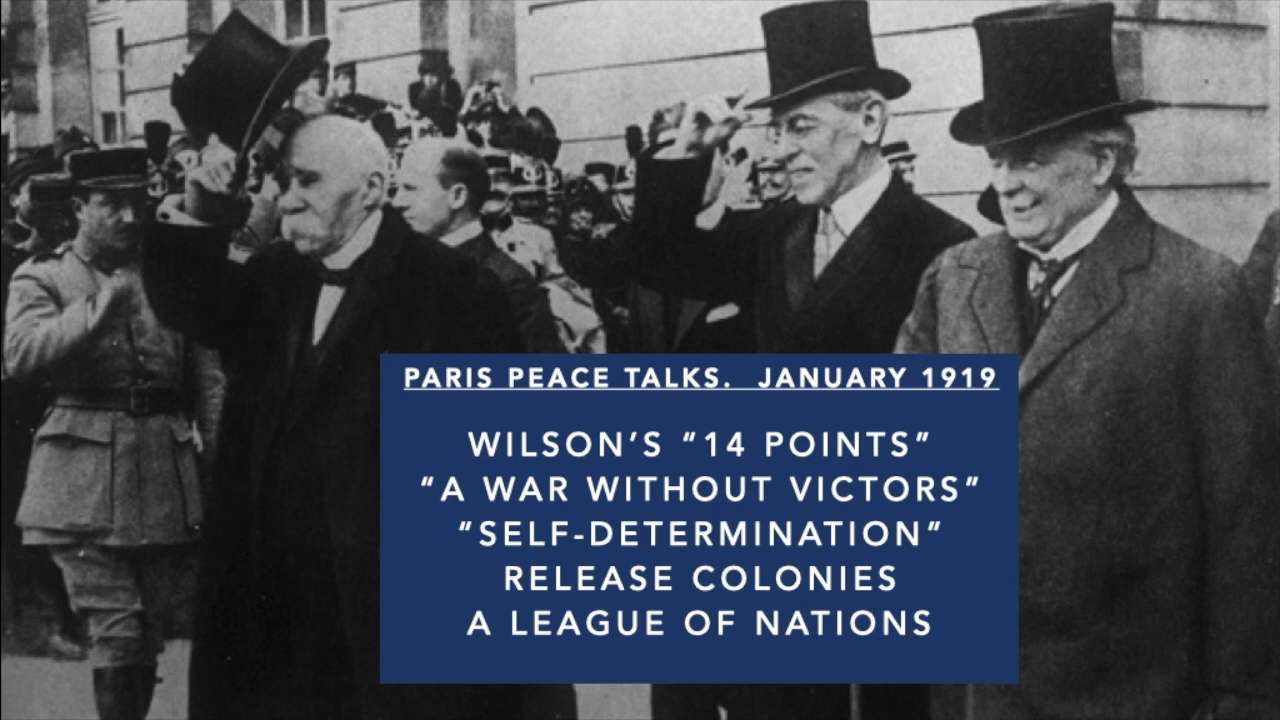 PARIS PEACE TALKS.  JANUARY 1919
WILSON’S “14 POINTS”
“A WAR WITHOUT VICTORS”
“SELF-DETERMINATION”
RELEASE COLONIES
A LEAGUE OF NATIONS